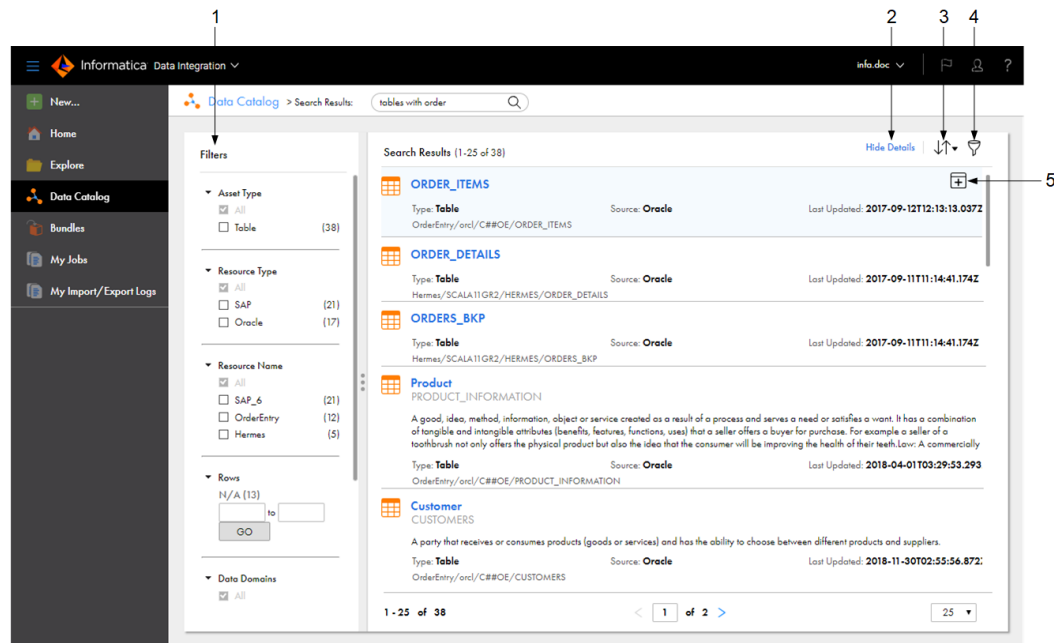 1
2
3
4
Informatica Data Integration
infa.doc
?
New...
Data Catalog > Search Results:
tables with order
Home
Explore
Data Catalog
Bundles
My Jobs
My Import/Export Logs
Filters
Asset Type
All
Table (38)
Resource Type
All
SAP (21)
Oracle (17)
Resource Name
All
SAP_6 (21)
OrderEntry (12)
Hermes (5)
Rows
N/A (13)
to
GO
Data Domains
All
Search Results (1-25 of 38)
Hide Details
5
ORDER_ITEMS
Type: Table Source: Oracle Last Updated: 2017-09-12T12:13:13.037Z
OrderEntry/orcl/C##OE/ORDER_ITEMS
ORDER_DETAILS
Type: Table Source: Oracle Last Updated: 2017-09-11T11:14:41.174Z
Hermes/SCALA11GR2/HERMES/ORDER_DETAILS
ORDERS_BKP
Type: Table Source: Oracle Last Updated: 2017-09-11T11:14:41.174Z
Hermes/SCALA11GR2/HERMES/ORDERS_BKP
Product
PRODUCT_INFORMATION
A good, idea, method, information, object or service created as a result of a process and serves a need or satisfies a want. It has a combination
of tangible and intangible attributes (benefits, features, functions, uses) that a seller offers a buyer for purchase. For example a seller of a
toothbrush not only offers the physical product but also the idea that the consumer will be improving the health of their teeth.Law: A commercially
Type: Table Source: Oracle Last Updated: 2018-04-01T03:29:53.293
OrderEntry/orcl/C##OE/PRODUCT_INFORMATION
Customer
CUSTOMERS
A party that receives or consumes products (goods or services) and has the ability to choose between different products and suppliers.
Type: Table Source: Oracle Last Updated: 2018-11-30T02:55:56.872
OrderEntry/orcl/C##OE/CUSTOMERS
1 - 25 of 38
< 1 of 2 >
25